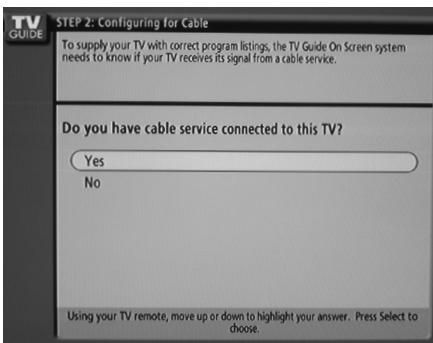 TV
GUIDE
STEP 2: Configuring for Cable
To supply your TV with correct program listings, the TV Guide On Screen system
needs to know if your TV receives its signal from a cable service.
Do you have cable service connected to this TV?
Yes
No
Using your TV remote, move up or down to highlight your answer. Press Select to
choose.